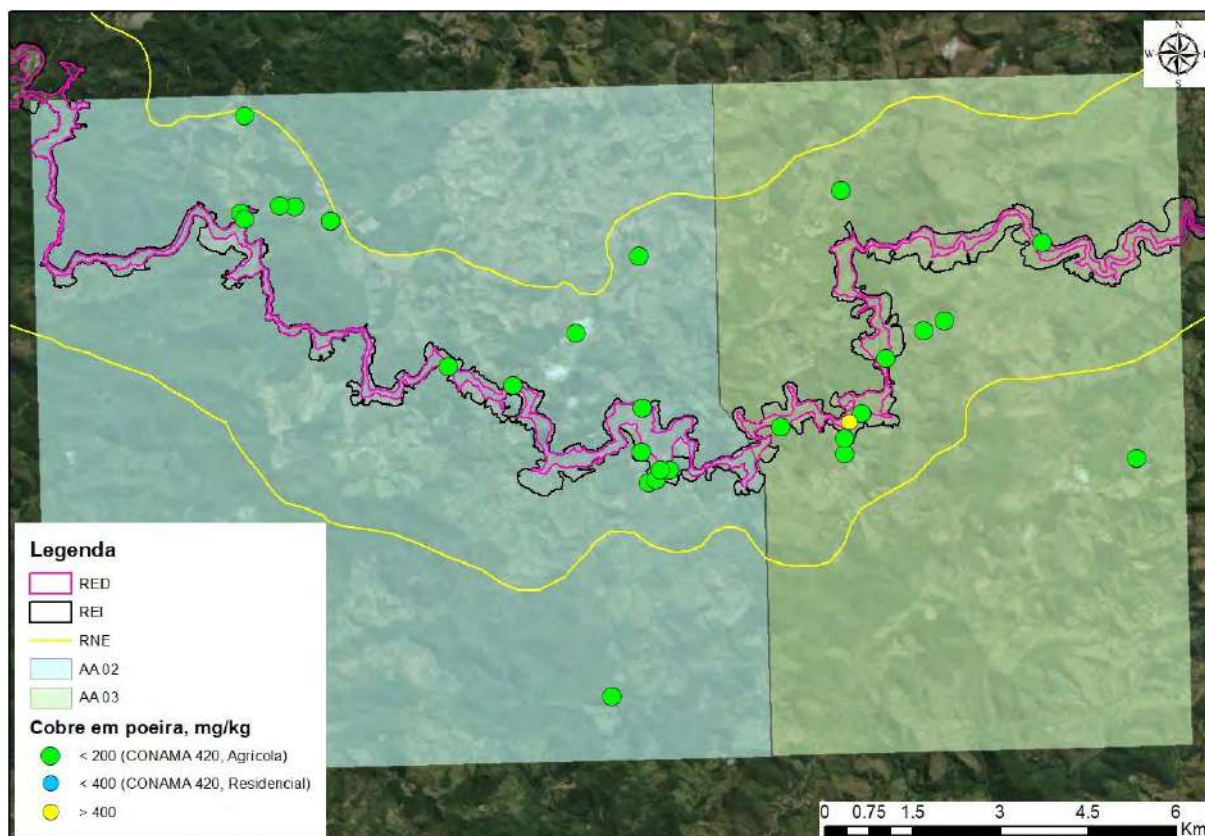 N
W
S
Legenda
RED
REI
RNE
AA 02
AA 03
Cobre em poeira, mg/kg
< 200 (CONAMA 420, Agrícola)
< 400 (CONAMA 420, Residencial)
> 400
0 0.75 1.5 3 4.5 6
Km